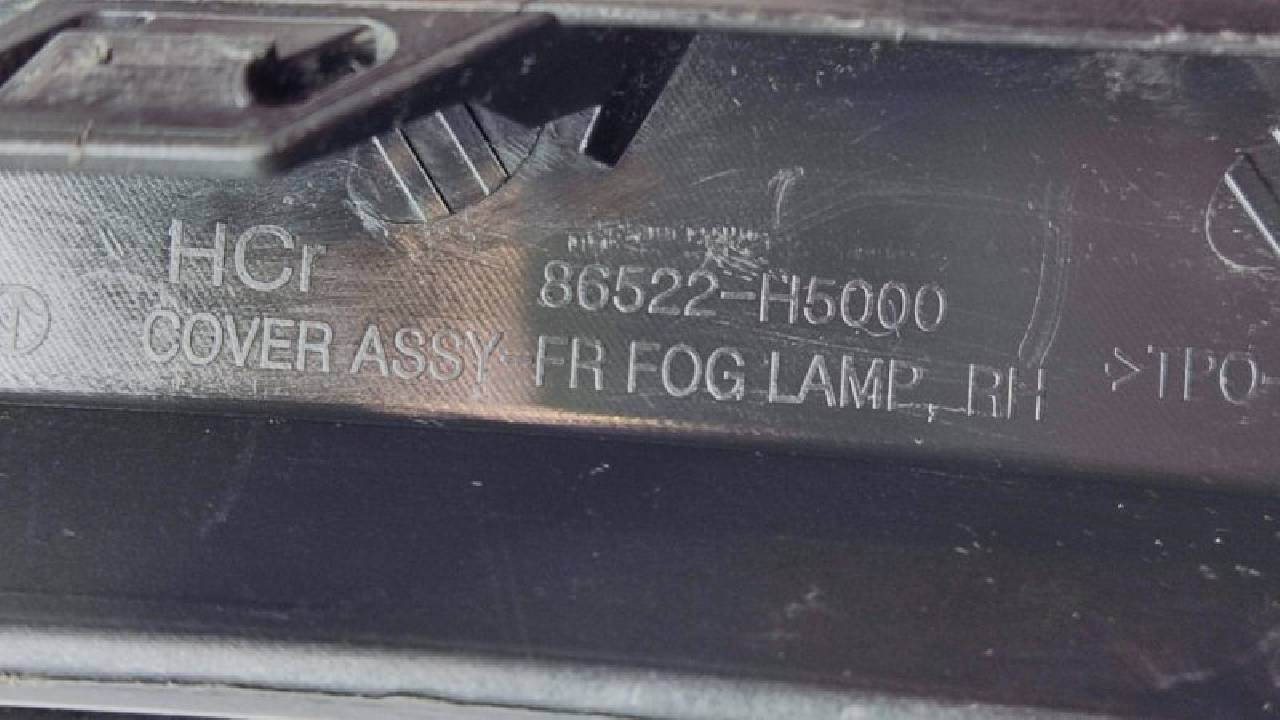 HCr
86522-H5000
COVER ASSY-FR FOG LAMP, RH
>TPO-